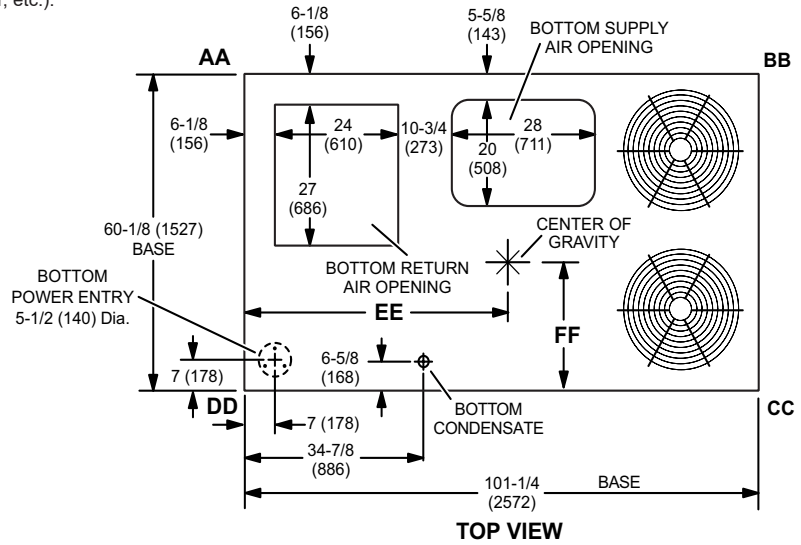 r, etc.).
6-1/8
(156)
5-5/8
(143)
BOTTOM SUPPLY
AIR OPENING
AA
BB
6-1/8
(156)
24
(610)
10-3/4
(273)
28
(711)
20
(508)
27
(686)
60-1/8 (1527)
BASE
CENTER OF
GRAVITY
BOTTOM RETURN
AIR OPENING
BOTTOM
POWER ENTRY
5-1/2 (140) Dia.
EE
FF
6-5/8
(168)
7 (178)
DD
7 (178)
BOTTOM
CONDENSATE
CC
34-7/8
(886)
101-1/4
(2572)
BASE
TOP VIEW